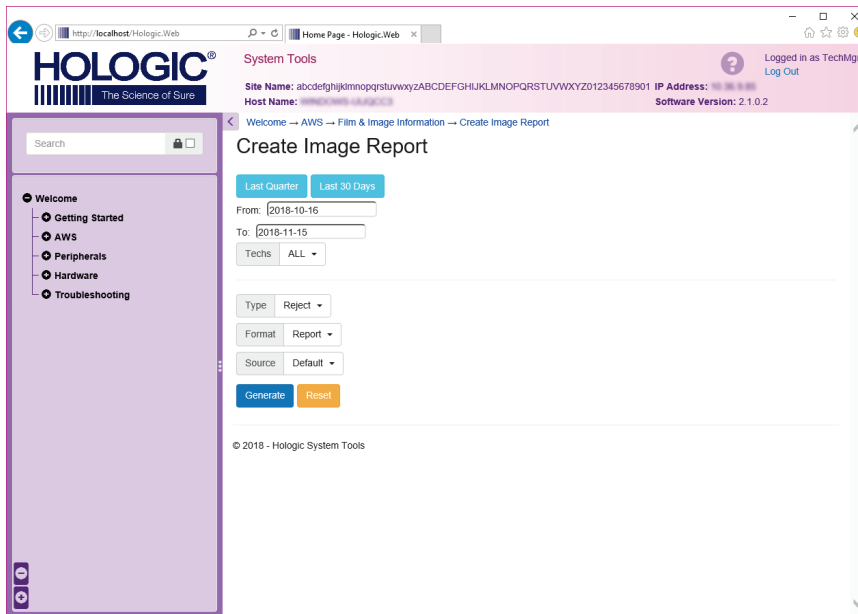 http://localhost/Hologic.Web
Home Page - Hologic.Web
HOLOGIC®
The Science of Sure
System Tools
Logged in as TechMgr
Log Out
Site Name: abcdefghijklmnopqrstuvwxyzABCDEFGHIJKLMNOPQRSTUVWXYZ012345678901 IP Address:
Host Name:
Software Version: 2.1.0.2
Welcome → AWS → Film & Image Information → Create Image Report
Search
Welcome
Getting Started
AWS
Peripherals
Hardware
Troubleshooting
Create Image Report
Last Quarter Last 30 Days
From: 2018-10-16
To: 2018-11-15
Techs ALL
Type Reject
Format Report
Source Default
Generate Reset
© 2018 - Hologic System Tools